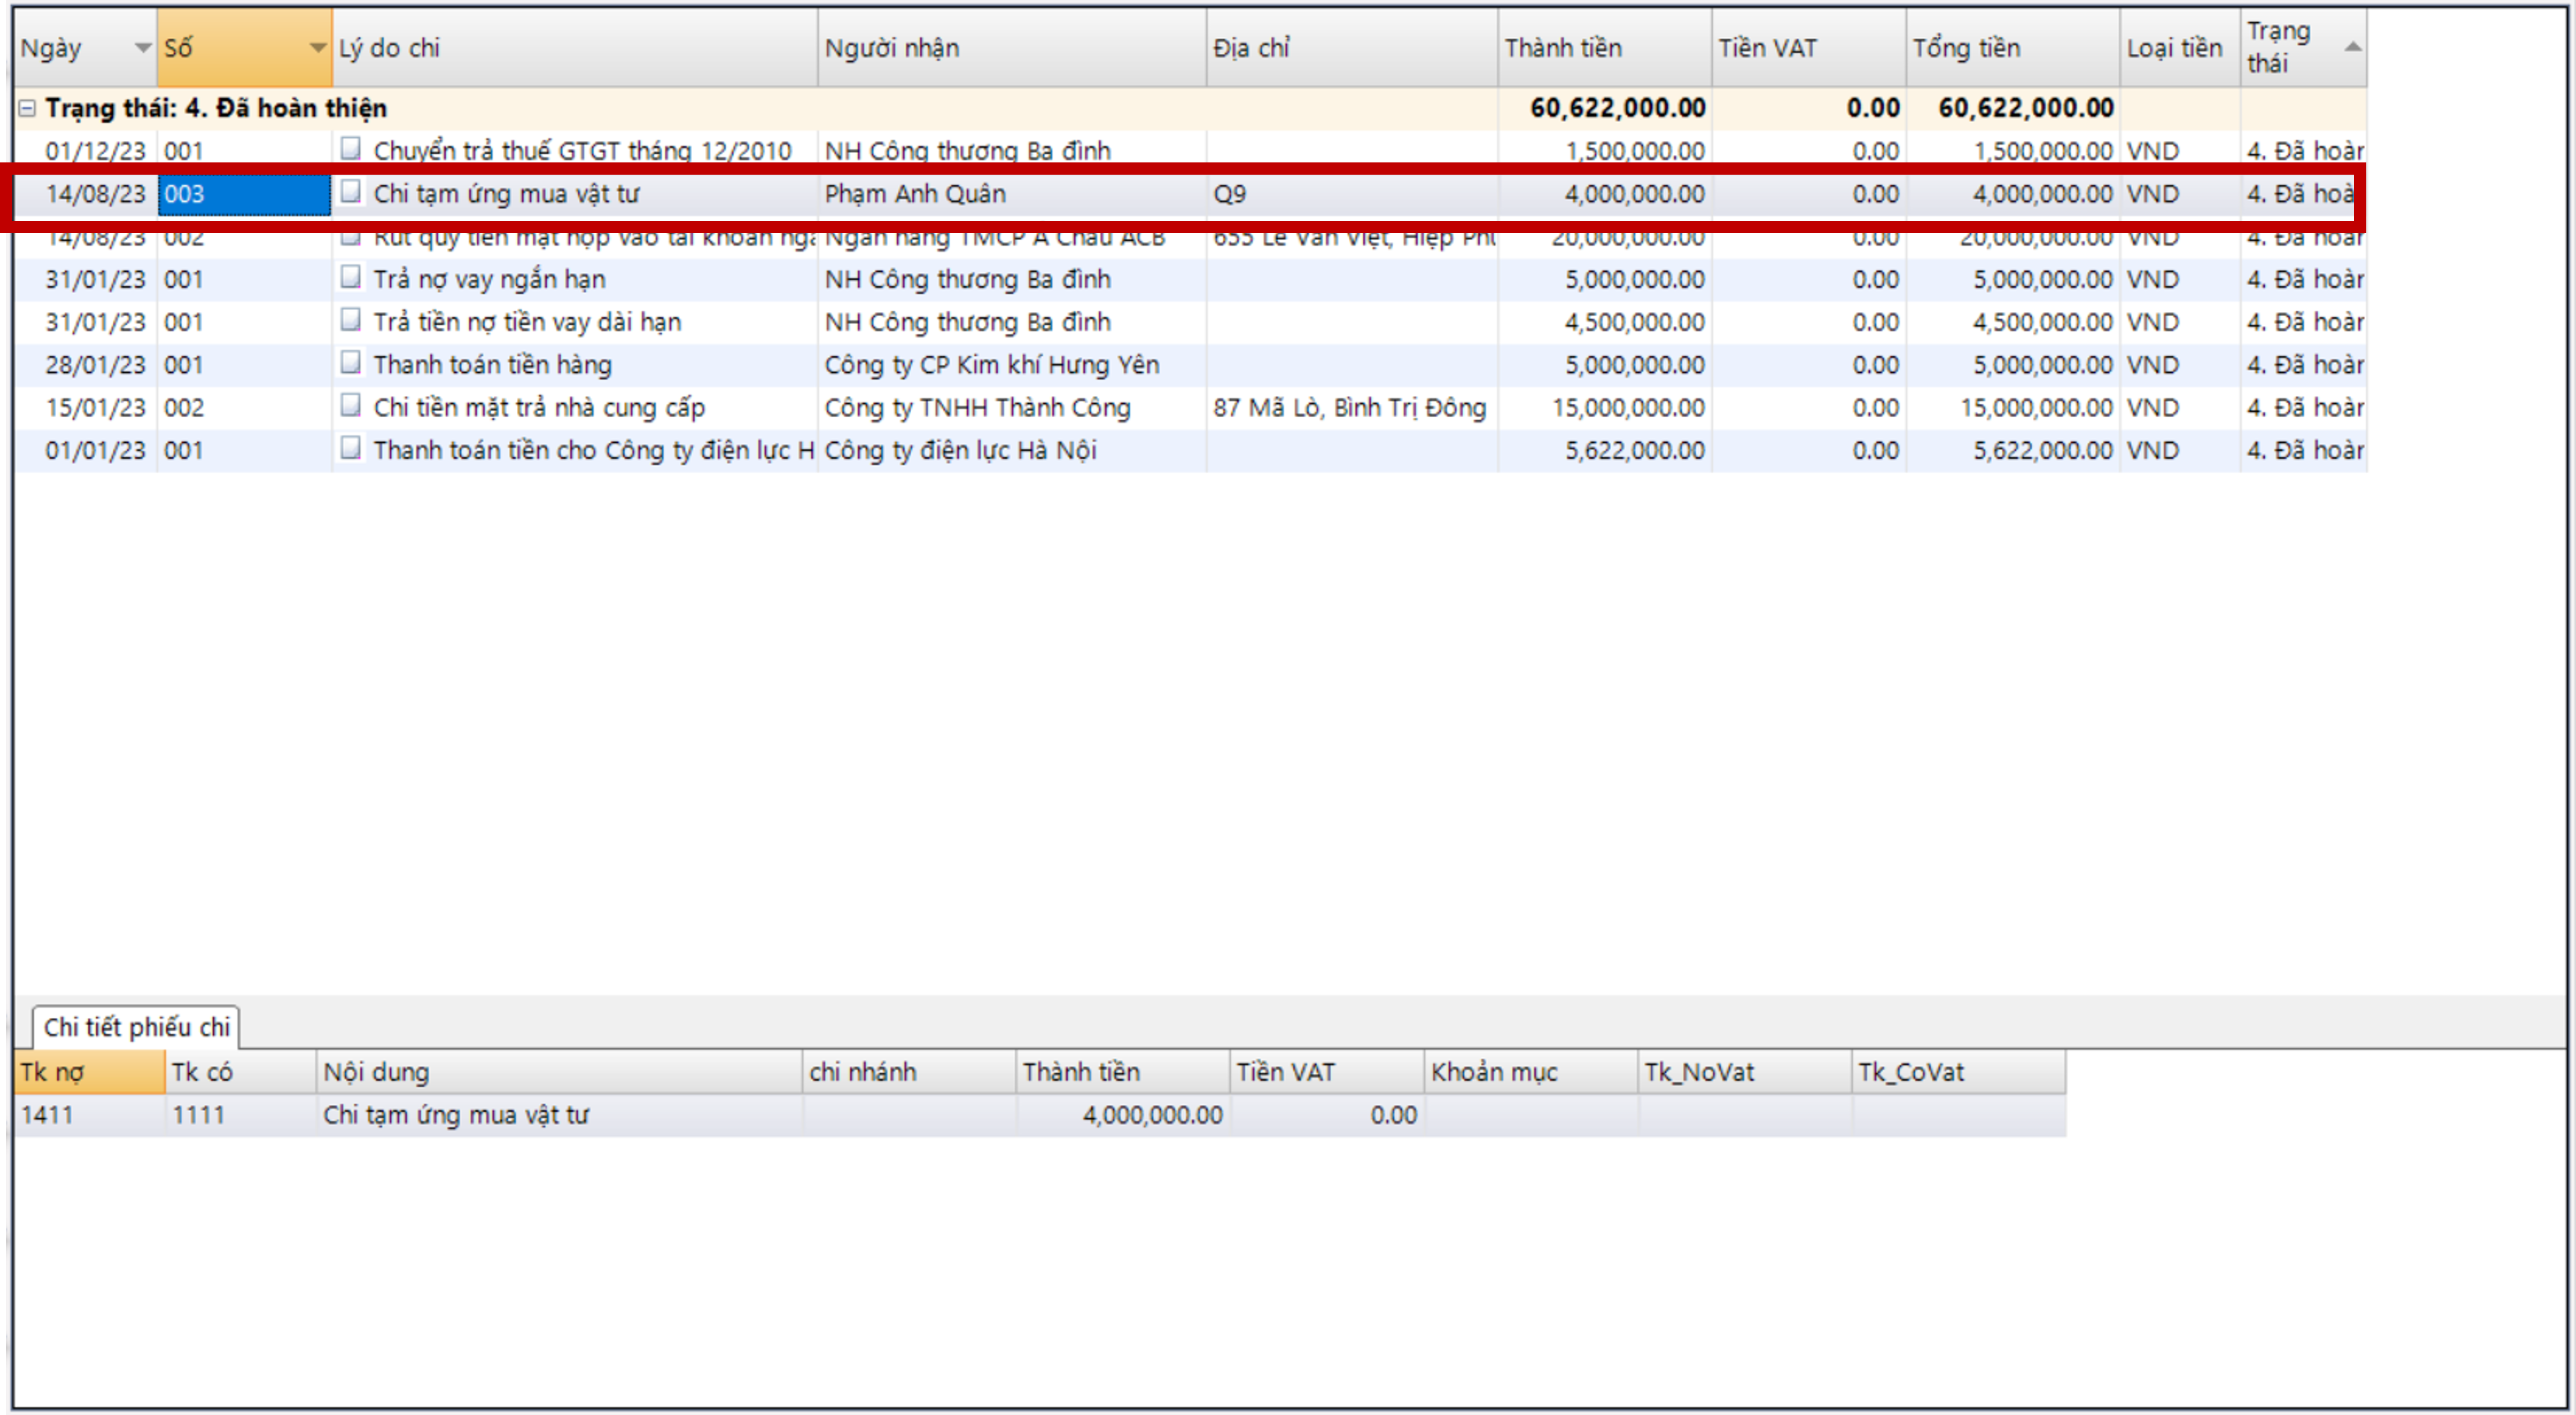 Ngày Số Lý do chi Người nhận Địa chỉ Thành tiền Tiền VAT Tổng tiền Loại tiền Trạng thái
Trạng thái: 4. Đã hoàn thiện 60,622,000.00 0.00 60,622,000.00
01/12/23 001 Chuyển trả thuế GTGT tháng 12/2010 NH Công thương Ba đình 1,500,000.00 0.00 1,500,000.00 VND 4. Đã hoàn
14/08/23 003 Chi tạm ứng mua vật tư Phạm Anh Quân Q9 4,000,000.00 0.00 4,000,000.00 VND 4. Đã hoà
14/08/23 002 Rút quỹ tiền mặt nộp vào tài khoản Ngân hàng TMCP Á Châu ACB 655 Lê Văn Việt, Hiệp 20,000,000.00 0.00 20,000,000.00 VND 4. Đã hoàn
31/01/23 001 Trả nợ vay ngắn hạn NH Công thương Ba đình 5,000,000.00 0.00 5,000,000.00 VND 4. Đã hoàn
31/01/23 001 Trả tiền nợ tiền vay dài hạn NH Công thương Ba đình 4,500,000.00 0.00 4,500,000.00 VND 4. Đã hoàn
28/01/23 001 Thanh toán tiền hàng Công ty CP Kim khí Hưng Yên 5,000,000.00 0.00 5,000,000.00 VND 4. Đã hoàn
15/01/23 002 Chi tiền mặt trả nhà cung cấp Công ty TNHH Thành Công 87 Mã Lò, Bình Trị Đông 15,000,000.00 0.00 15,000,000.00 VND 4. Đã hoàn
01/01/23 001 Thanh toán tiền cho Công ty điện lực H Công ty điện lực Hà Nội 5,622,000.00 0.00 5,622,000.00 VND 4. Đã hoàn
Chi tiết phiếu chi
Tk nợ Tk có Nội dung chi nhánh Thành tiền Tiền VAT Khoản mục Tk_NoVat Tk_CoVat
1411 1111 Chi tạm ứng mua vật tư 4,000,000.00 0.00